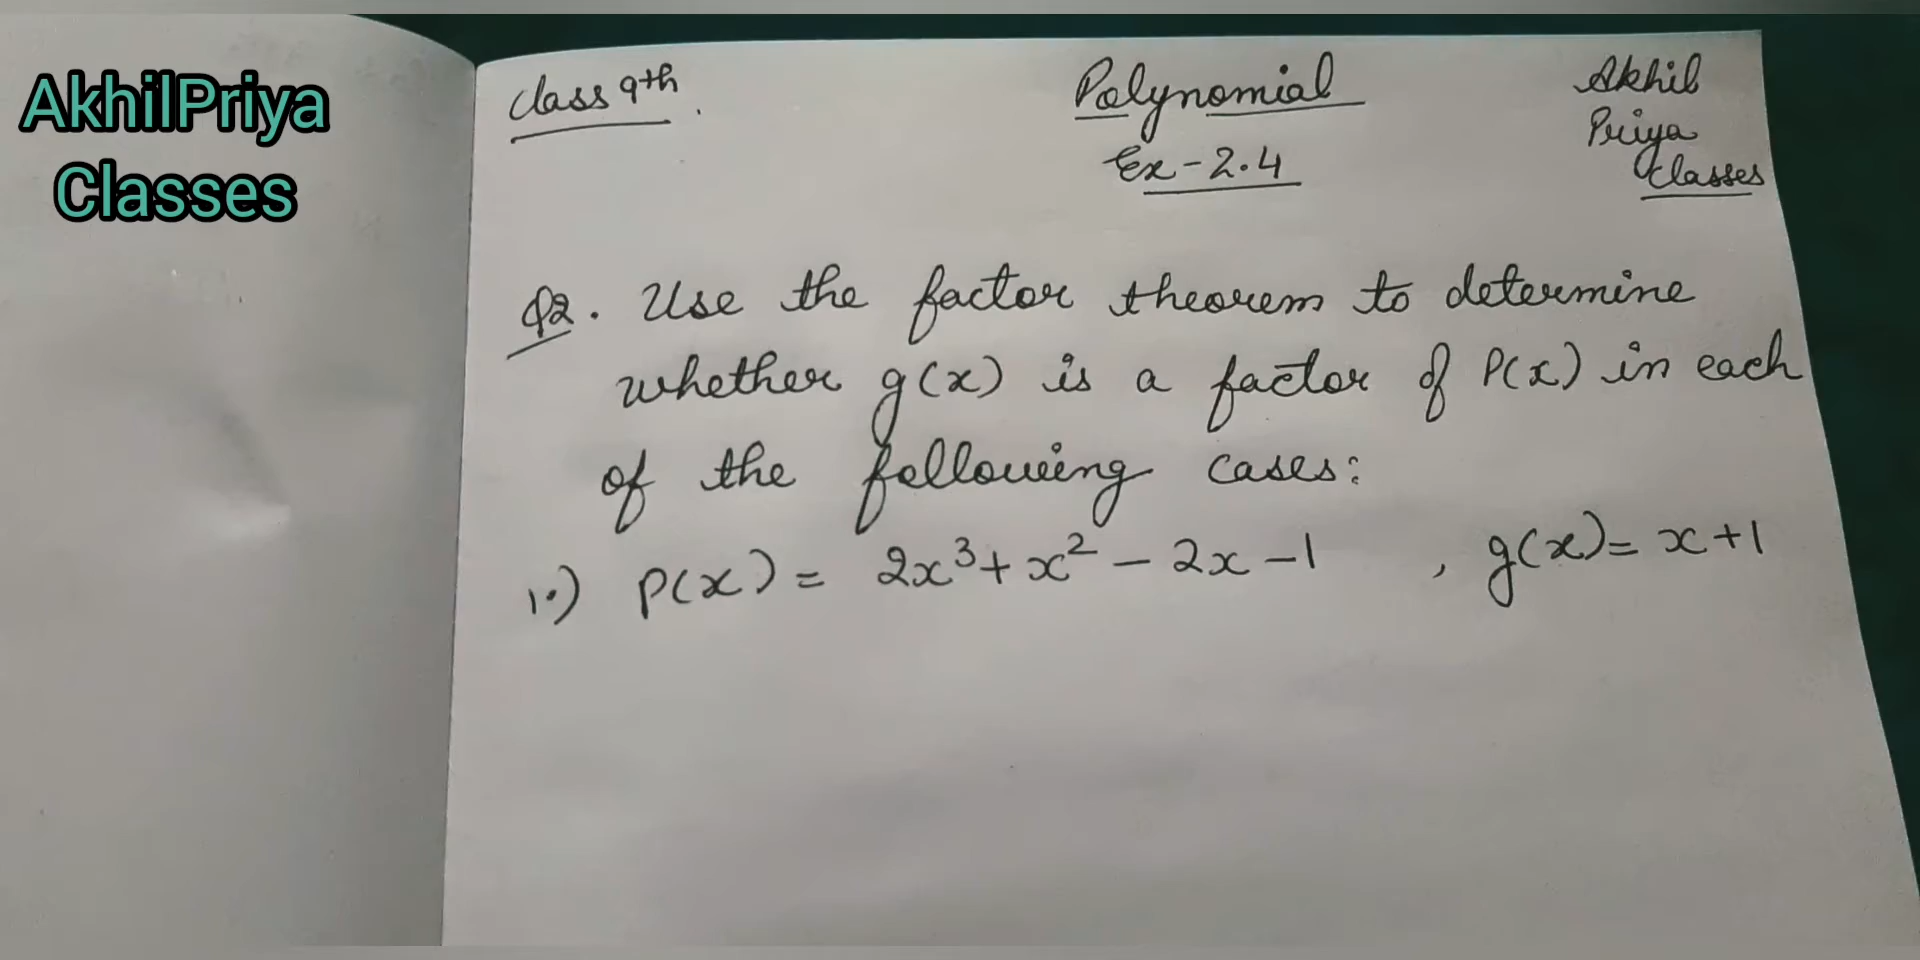 AkhilPriya
Classes
Class 9th.
Polynomial
Ex-2.4
Akhil
Priya
Classes
Q2. Use the factor theorem to determine
whether g(x) is a factor of P(x) in each
of the following cases:
1.) P(x) = 2x³+x² - 2x - 1 , g(x) = x+1